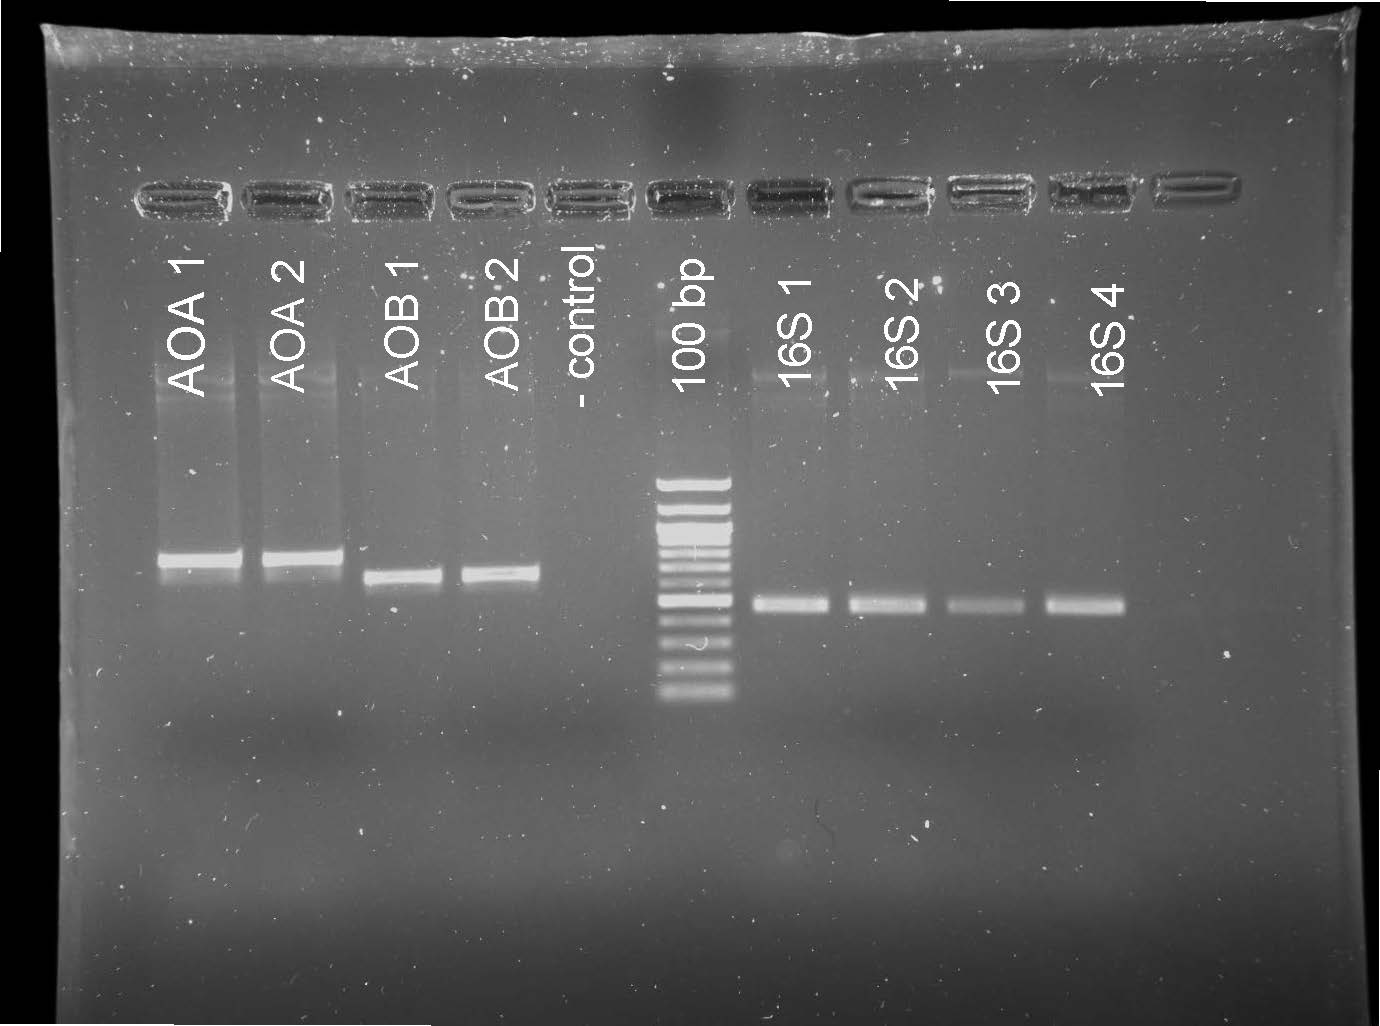 AOA 1
AOA 2
AOB 1
AOB 2
- control
100 bp
16S 1
16S 2
16S 3
16S 4